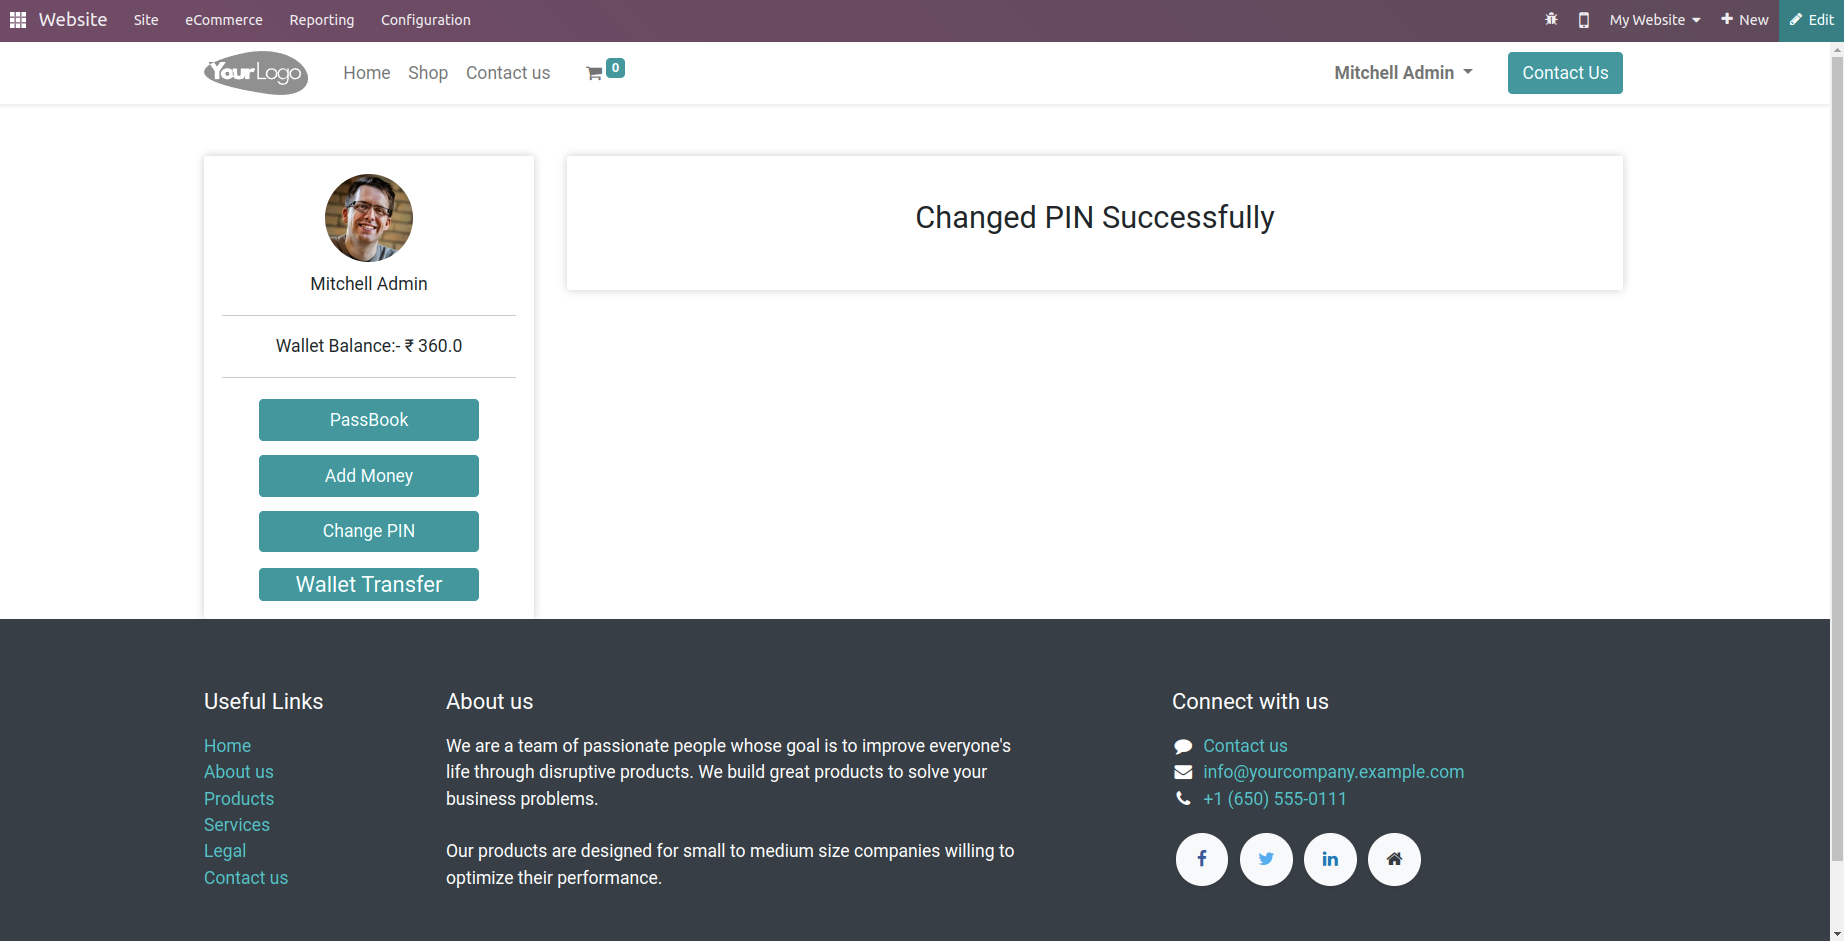 Website Site eCommerce Reporting Configuration My Website New Edit
YourLogo Home Shop Contact us 0 Mitchell Admin Contact Us
Changed PIN Successfully
Mitchell Admin
Wallet Balance:- ₹ 360.0
PassBook
Add Money
Change PIN
Wallet Transfer
Useful Links
Home
About us
Products
Services
Legal
Contact us
About us
We are a team of passionate people whose goal is to improve everyone's
life through disruptive products. We build great products to solve your
business problems.
Our products are designed for small to medium size companies willing to
optimize their performance.
Connect with us
Contact us
info@yourcompany.example.com
+1 (650) 555-0111